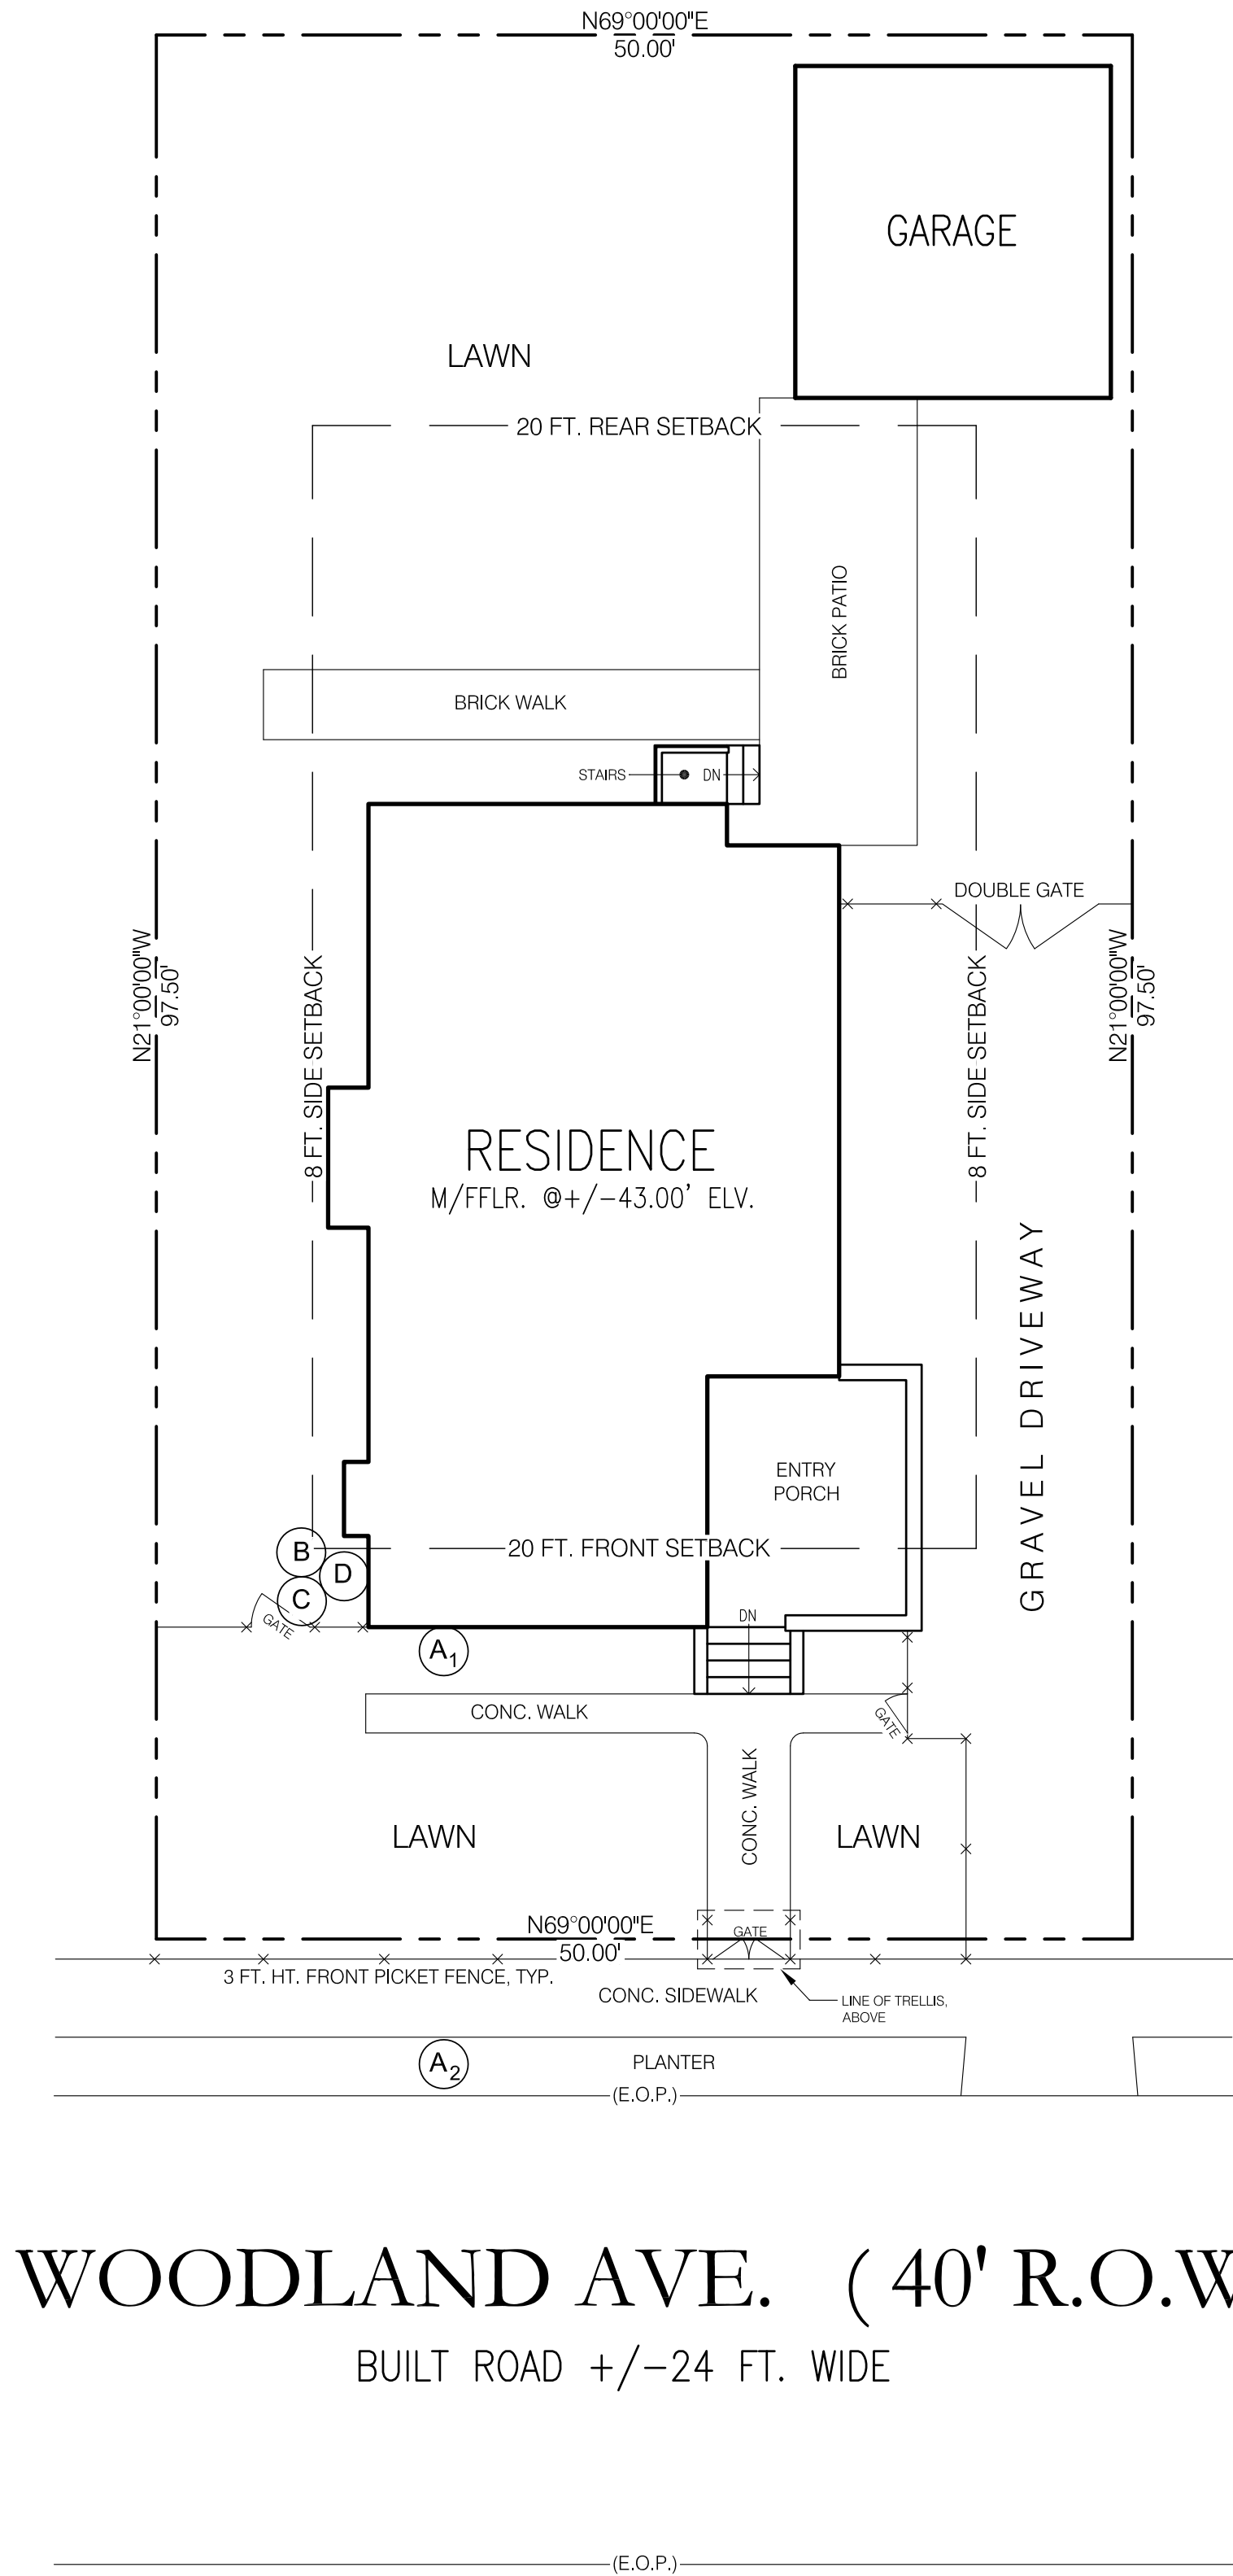 N69°00'00"E
50.00'
GARAGE
LAWN
20 FT. REAR SETBACK
BRICK PATIO
BRICK WALK
STAIRS
DN
DOUBLE GATE
N21°00'00"W
97.50'
8 FT. SIDE SETBACK
8 FT. SIDE SETBACK
N21°00'00"W
97.50'
RESIDENCE
M/FFLR. @+/-43.00' ELV.
GRAVEL DRIVEWAY
ENTRY
PORCH
20 FT. FRONT SETBACK
B
D
C
GATE
DN
A1
CONC. WALK
GATE
CONC. WALK
LAWN
LAWN
N69°00'00"E
50.00'
GATE
3 FT. HT. FRONT PICKET FENCE, TYP.
CONC. SIDEWALK
LINE OF TRELLIS,
ABOVE
A2
PLANTER
(E.O.P.)
WOODLAND AVE. (40' R.O.W
BUILT ROAD +/-24 FT. WIDE
(E.O.P.)